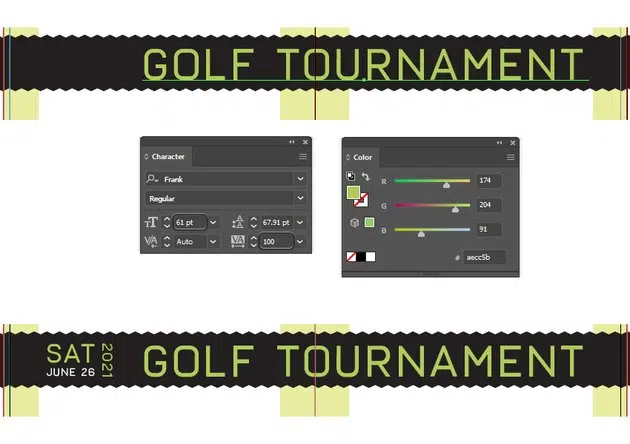 GOLF TOURNAMENT
Character
Frank
Regular
61 pt
67.91 pt
Auto
100
Color
R 174
G 204
B 91
# aecc5b
SAT
JUNE 26
2021
GOLF TOURNAMENT